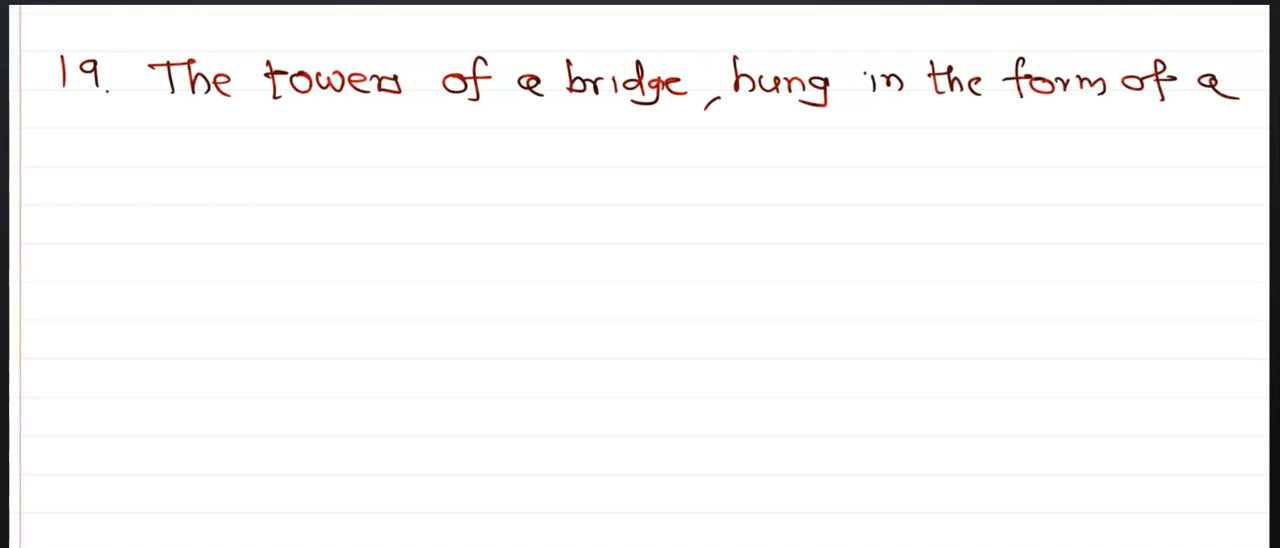 19. The towers of a bridge, hung in the form of a